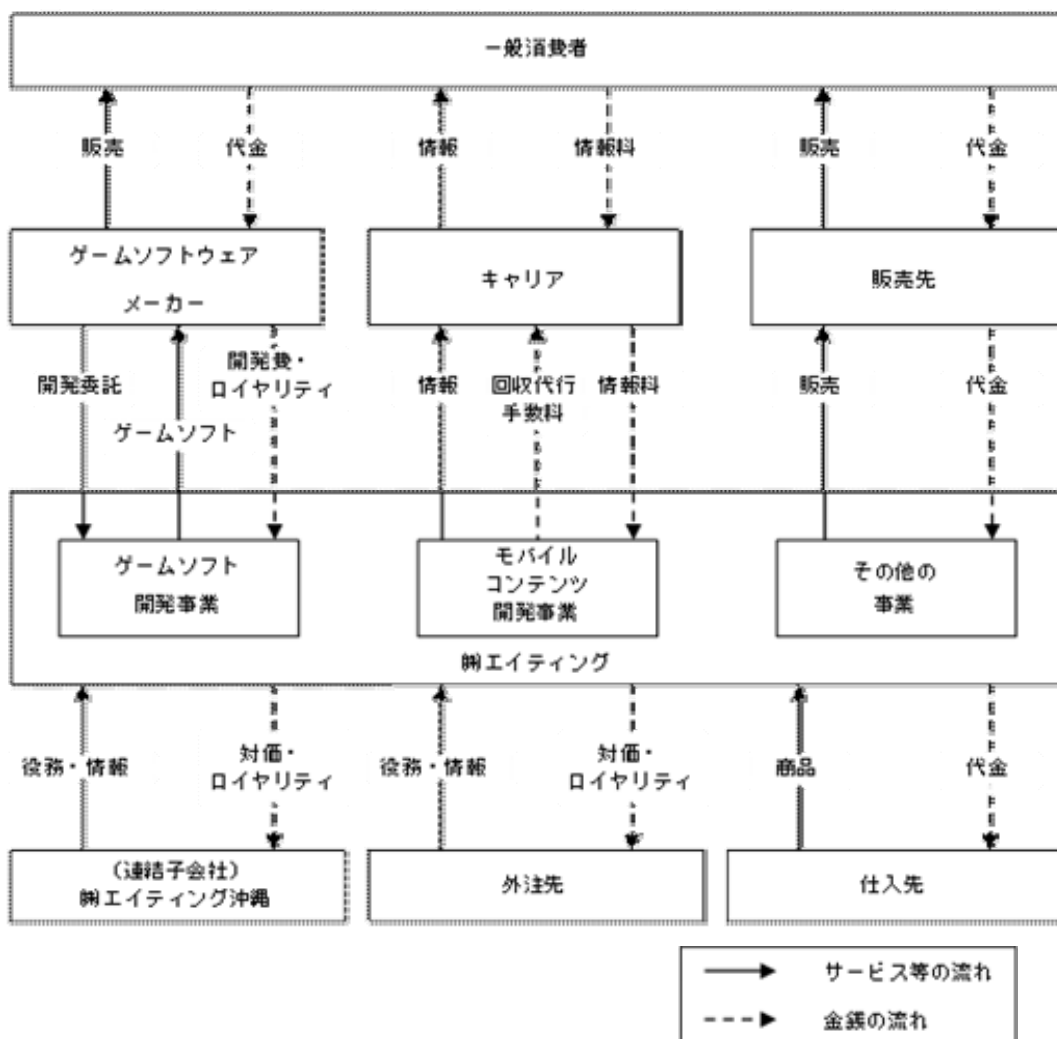 一般消費者
販売
代金
情報
情報料
販売
代金
ゲームソフトウェア
メーカー
キャリア
販売先
開発委託
ゲームソフト
開発費・
ロイヤリティ
情報
回収代行
手数料
情報料
販売
代金
ゲームソフト
開発事業
モバイル
コンテンツ
開発事業
その他の
事業
㈱エイティング
役務・情報
対価・
ロイヤリティ
役務・情報
対価・
ロイヤリティ
商品
代金
(連結子会社)
㈱エイティング沖縄
外注先
仕入先
サービス等の流れ
金銭の流れ